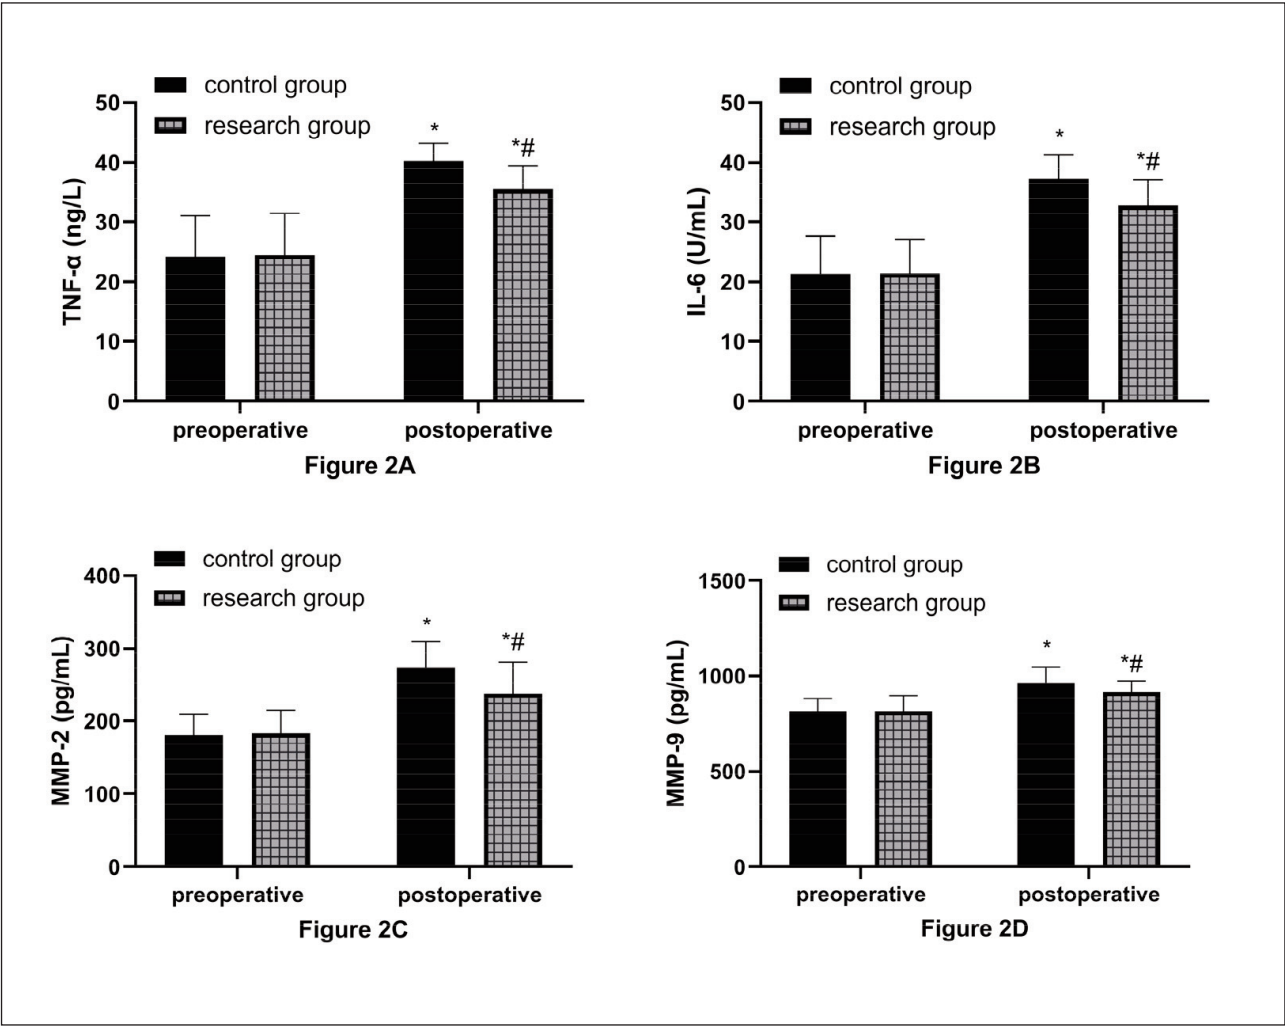 control group
research group
50
40
30
20
10
0
TNF-α (ng/L)
*
*#
preoperative postoperative
Figure 2A
control group
research group
50
40
30
20
10
0
IL-6 (U/mL)
*
*#
preoperative postoperative
Figure 2B
control group
research group
400
300
200
100
0
MMP-2 (pg/mL)
*
*#
preoperative postoperative
Figure 2C
control group
research group
1500
1000
500
0
MMP-9 (pg/mL)
*
*#
preoperative postoperative
Figure 2D